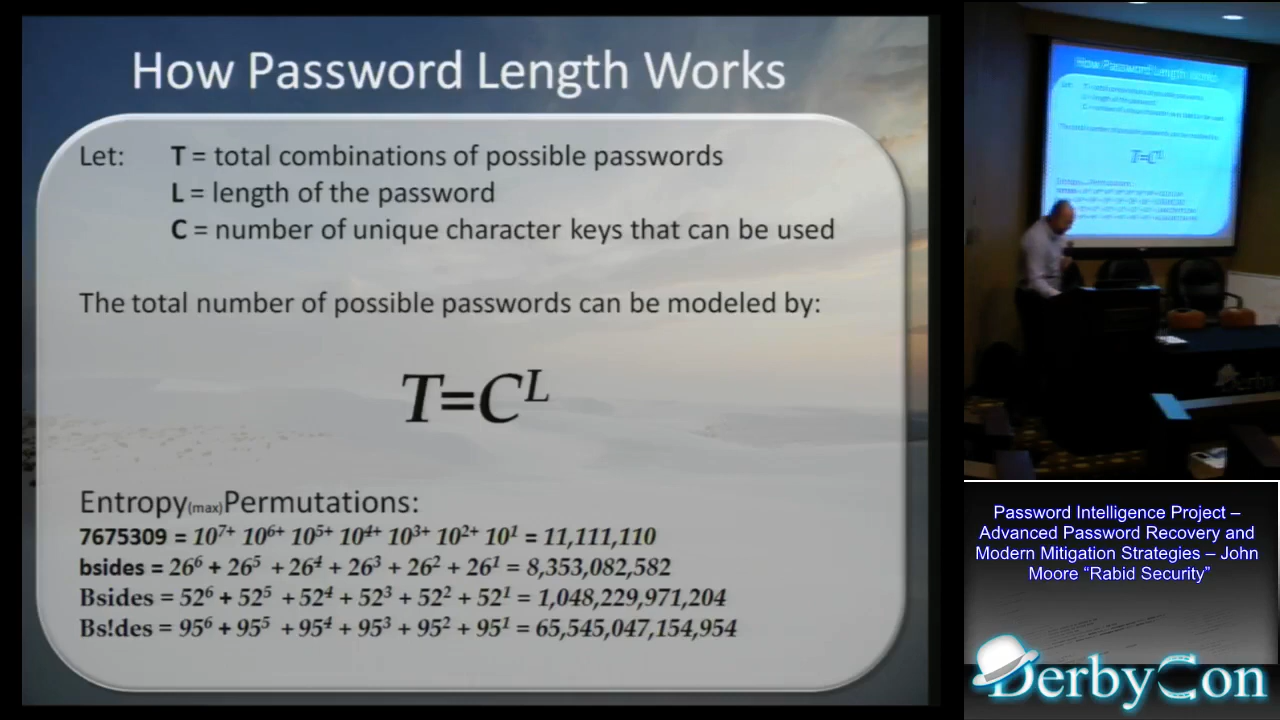 How Password Length Works
Let: T = total combinations of possible passwords
L = length of the password
C = number of unique character keys that can be used
The total number of possible passwords can be modeled by:
T=C^L
Entropy(max)Permutations:
7675309 = 10^7+ 10^6+ 10^5+ 10^4+ 10^3+ 10^2+ 10^1 = 11,111,110
bsides = 26^6 + 26^5 + 26^4 + 26^3 + 26^2 + 26^1 = 8,353,082,582
Bsides = 52^6 + 52^5 + 52^4 + 52^3 + 52^2 + 52^1 = 1,048,229,971,204
Bs!des = 95^6 + 95^5 + 95^4 + 95^3 + 95^2 + 95^1 = 65,545,047,154,954
How Password Length Works
T=C^L
Password Intelligence Project –
Advanced Password Recovery and
Modern Mitigation Strategies – John
Moore “Rabid Security”
DerbyCon